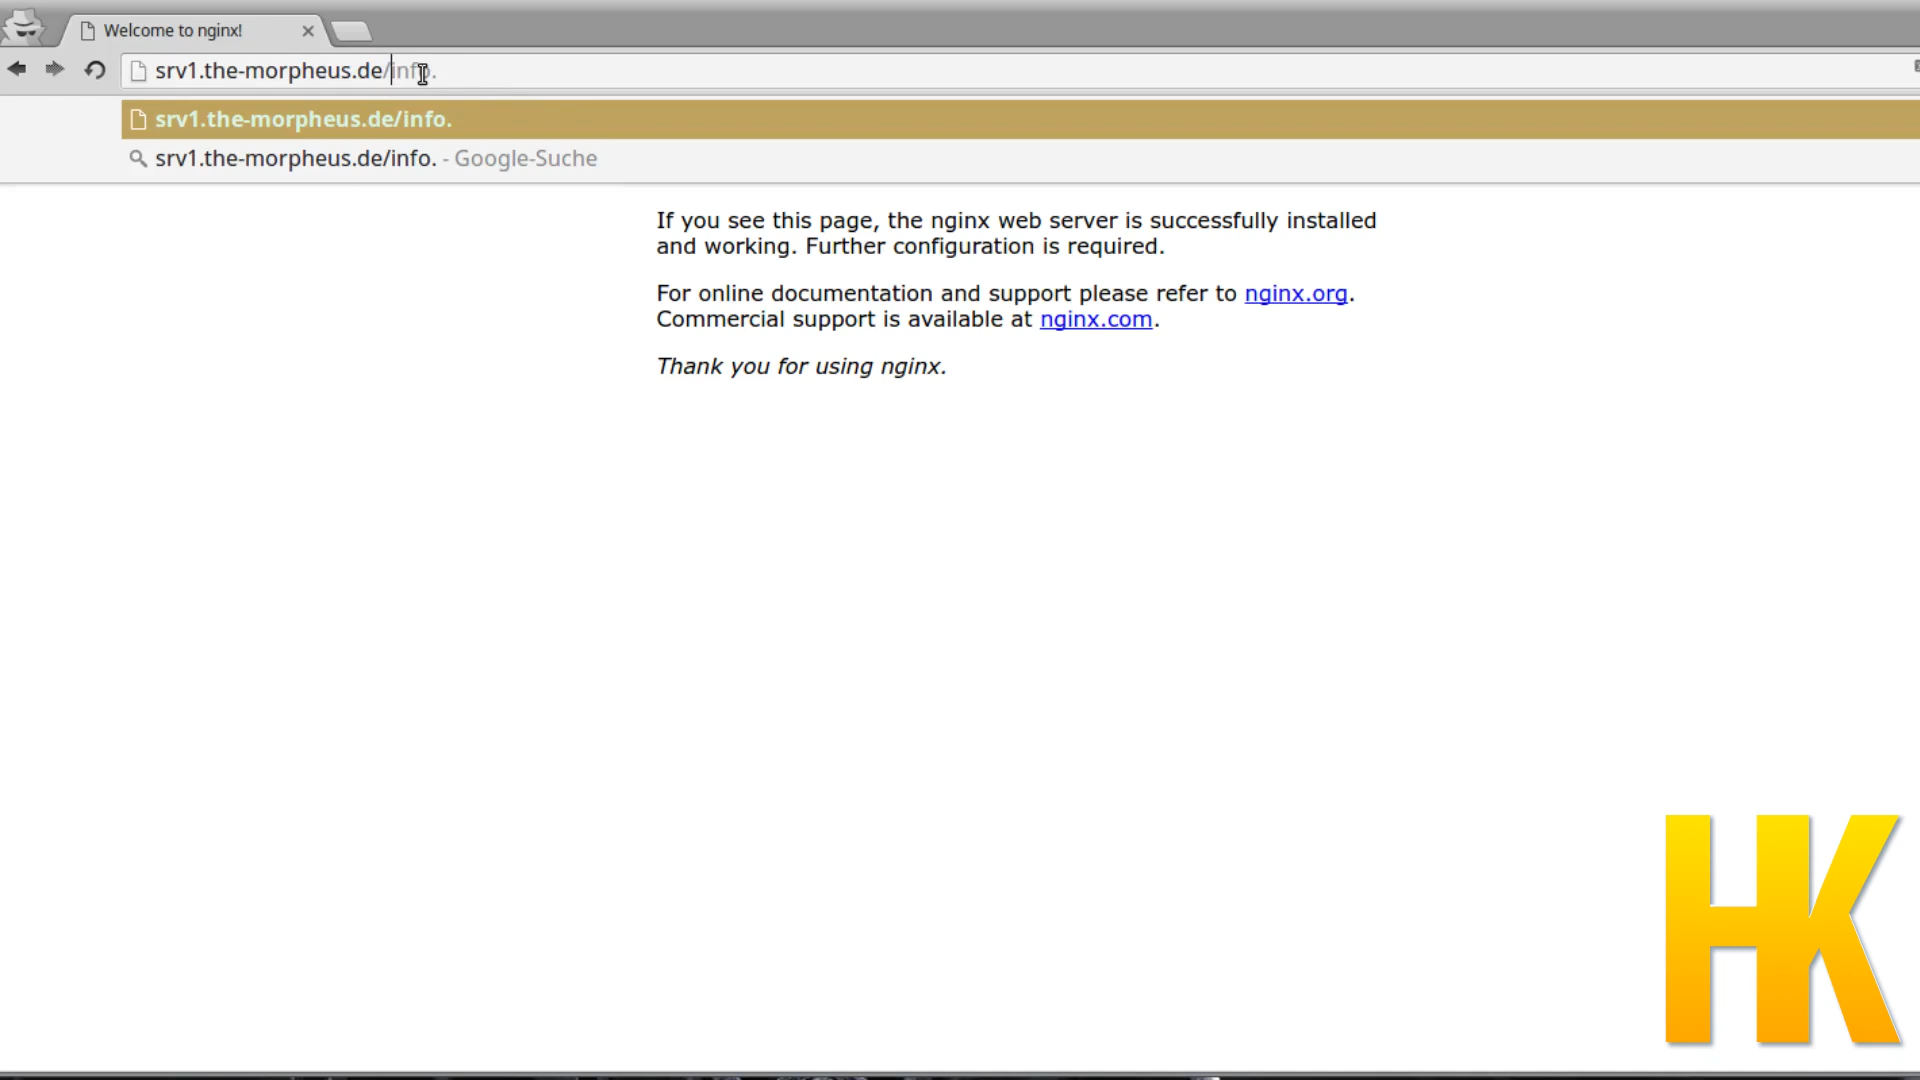 Welcome to nginx!
srv1.the-morpheus.de/info.
srv1.the-morpheus.de/info.
srv1.the-morpheus.de/info. - Google-Suche
If you see this page, the nginx web server is successfully installed
and working. Further configuration is required.
For online documentation and support please refer to nginx.org.
Commercial support is available at nginx.com.
Thank you for using nginx.
HK